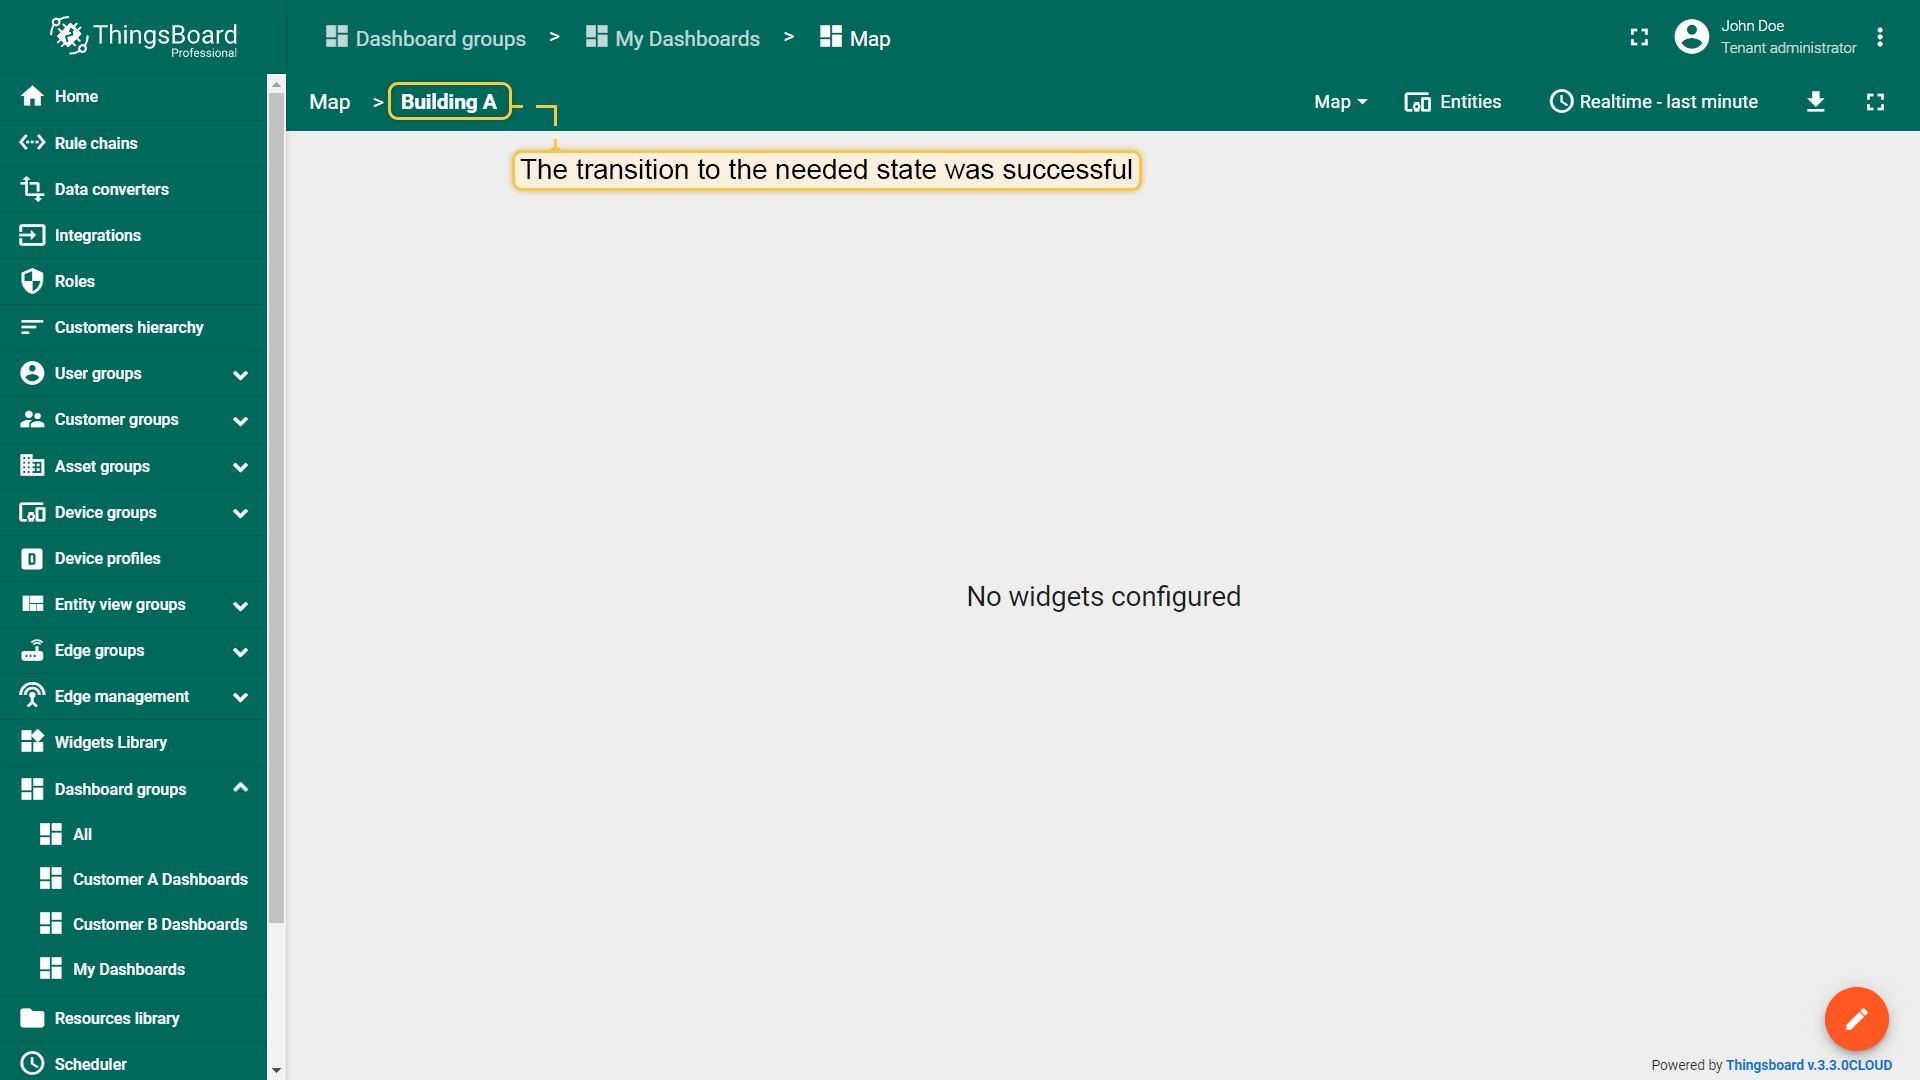 ThingsBoard
Professional
Dashboard groups > My Dashboards > Map
John Doe
Tenant administrator
Map > Building A
Map
Entities
Realtime - last minute
The transition to the needed state was successful
Home
Rule chains
Data converters
Integrations
Roles
Customers hierarchy
User groups
Customer groups
Asset groups
Device groups
D Device profiles
Entity view groups
Edge groups
Edge management
Widgets Library
Dashboard groups
All
Customer A Dashboards
Customer B Dashboards
My Dashboards
Resources library
Scheduler
No widgets configured
Powered by Thingsboard v.3.3.0CLOUD